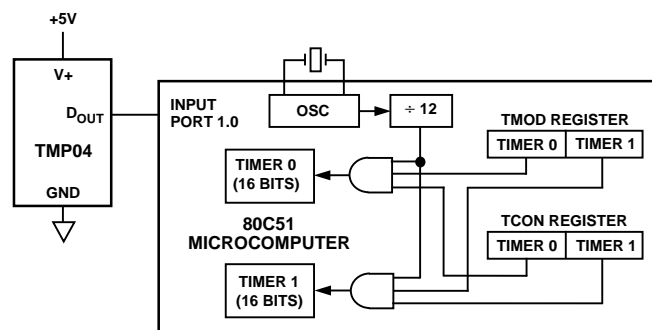 +5V
V+
D_OUT
TMP04
GND
INPUT
PORT 1.0
OSC
÷ 12
TIMER 0
(16 BITS)
80C51
MICROCOMPUTER
TIMER 1
(16 BITS)
TMOD REGISTER
TIMER 0 TIMER 1
TCON REGISTER
TIMER 0 TIMER 1